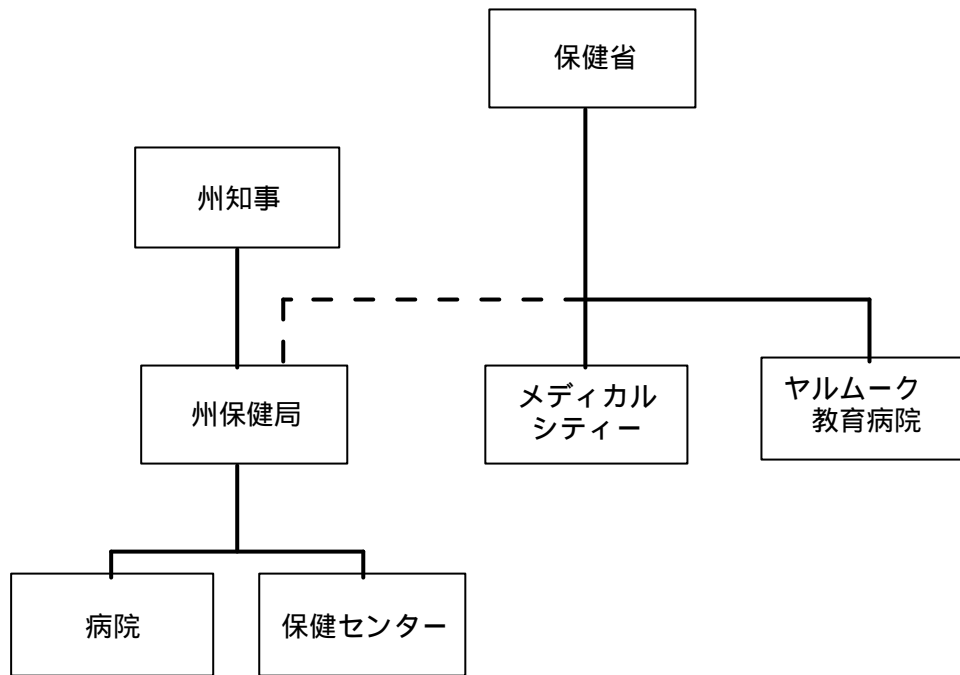 保健省
州知事
州保健局
メディカル
シティー
ヤルムーク
教育病院
病院
保健センター